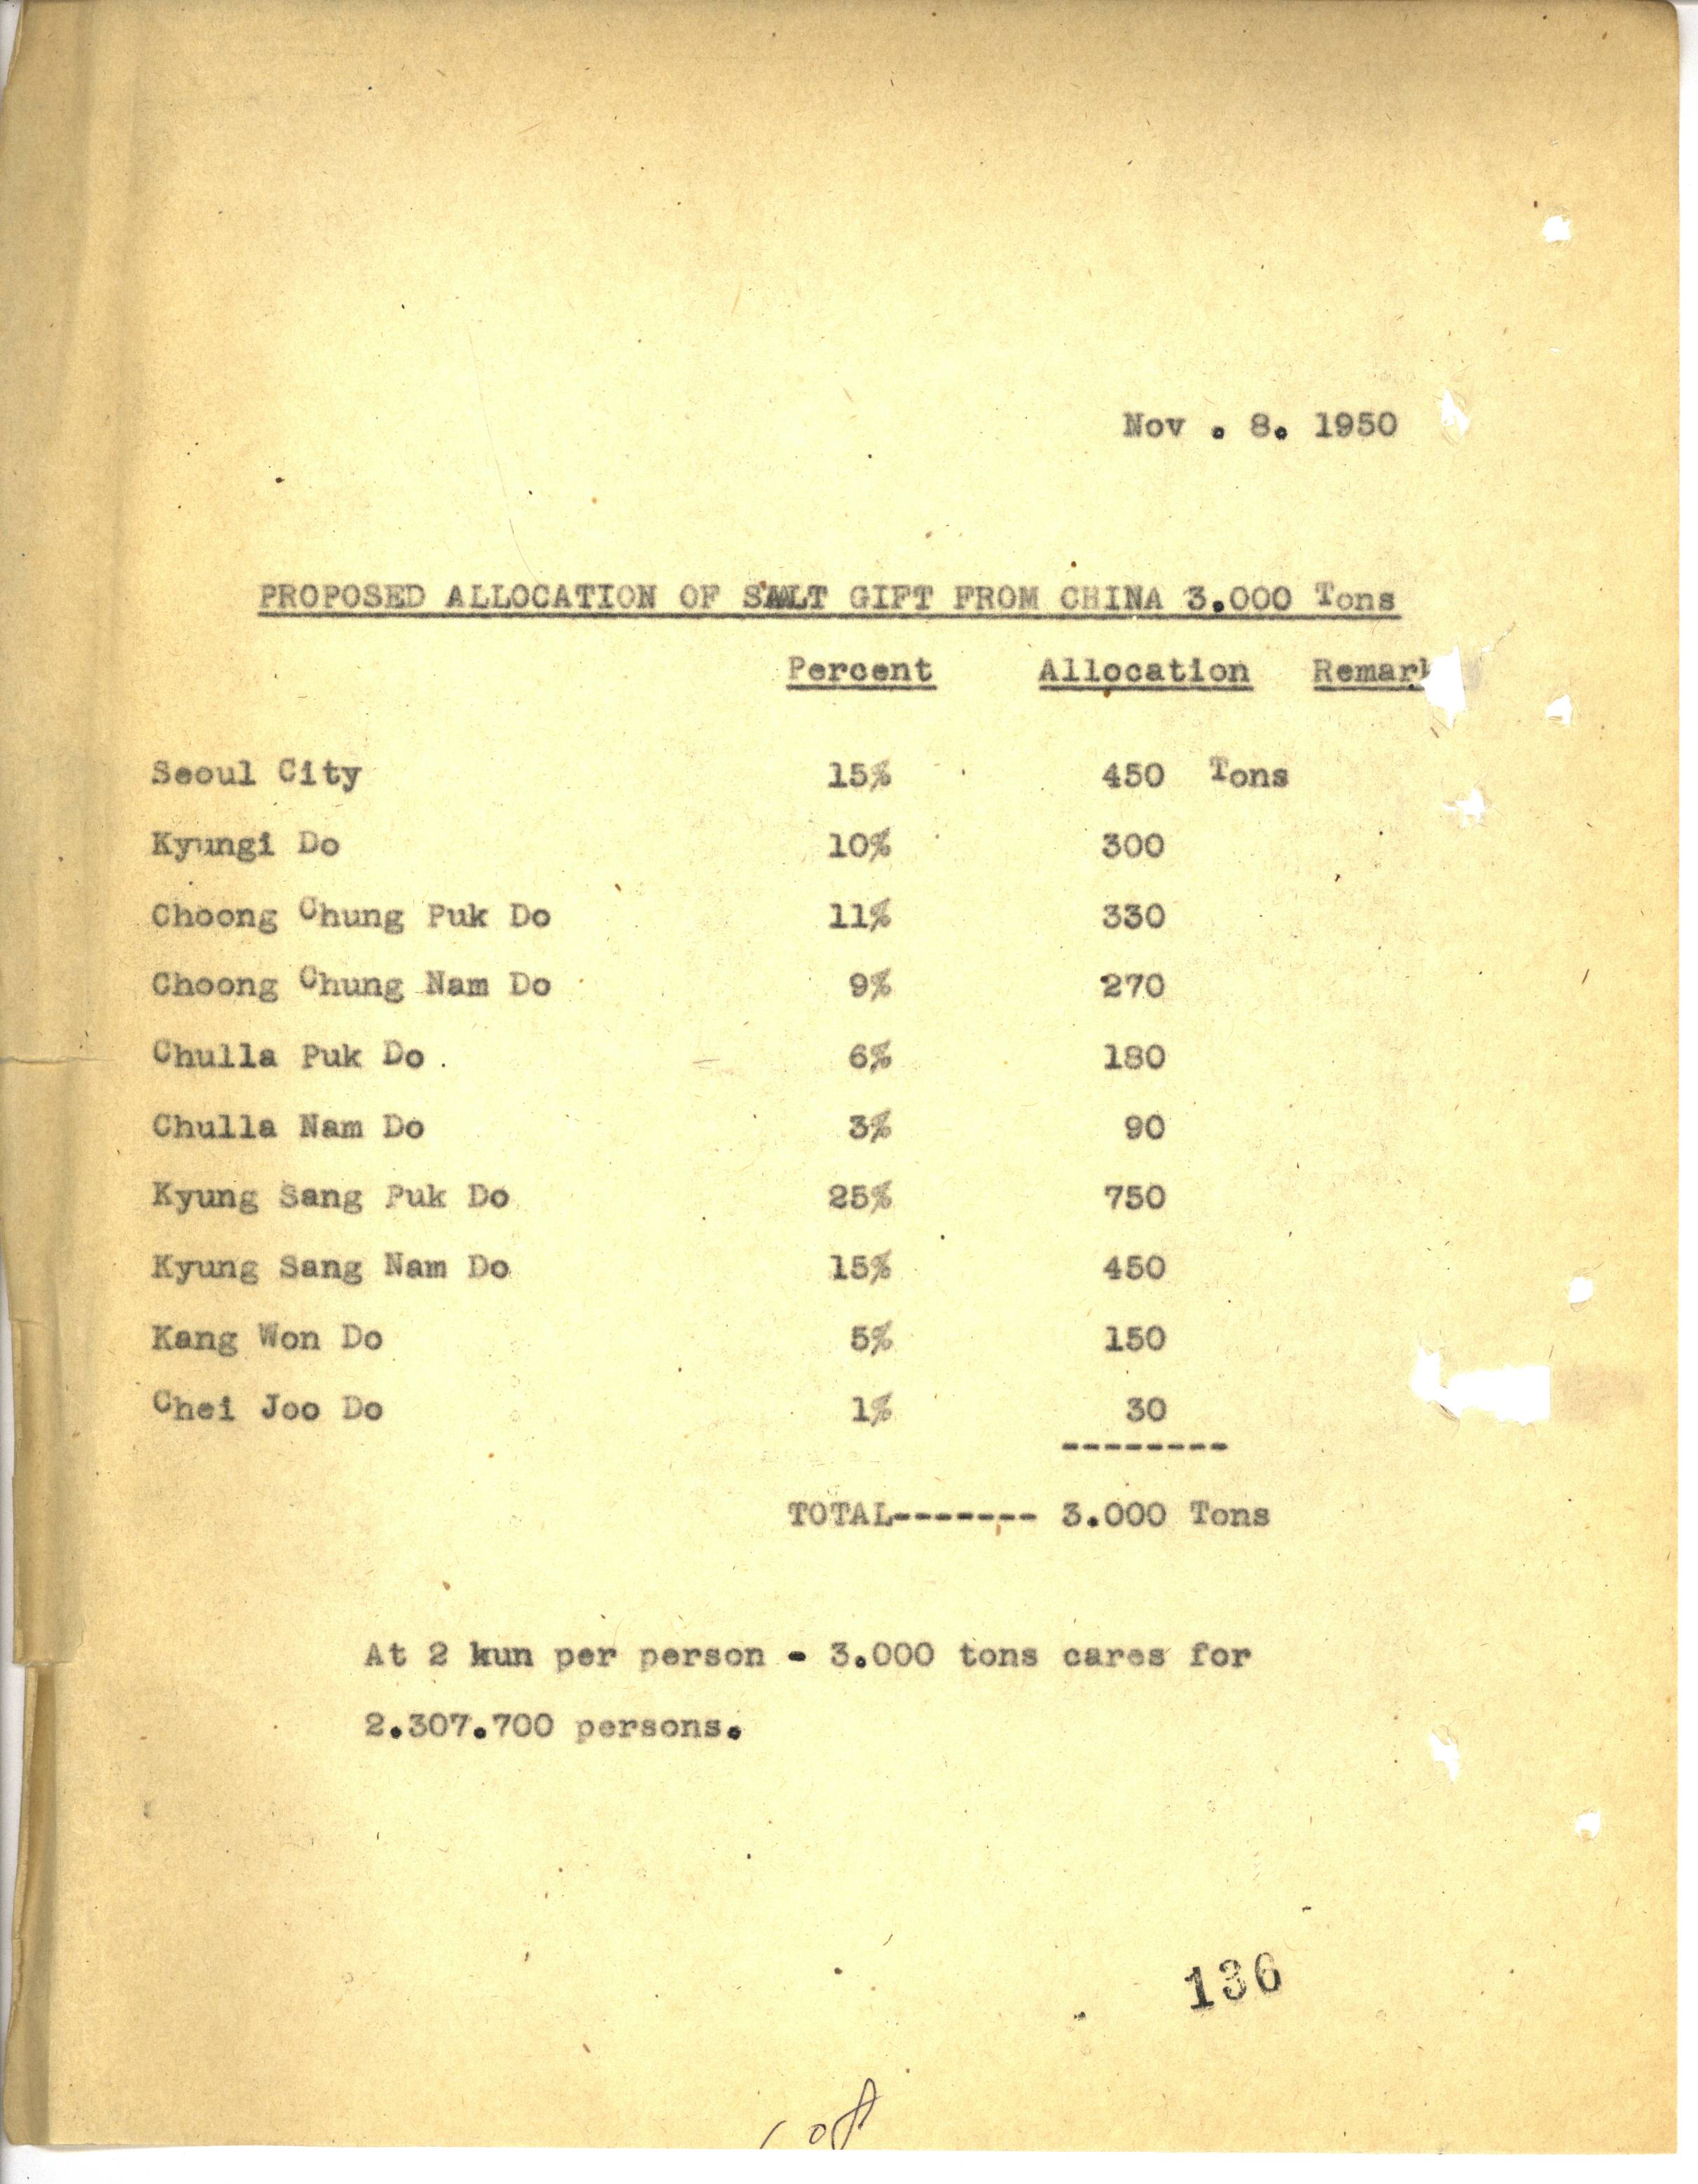 Nov . 8. 1950
PROPOSED ALLOCATION OF SALT GIFT FROM CHINA 3.000 Tons
Percent Allocation Remark
Seoul City 15% 450 Tons
Kyungi Do 10% 300
Choong Chung Puk Do 11% 330
Choong Chung Nam Do 9% 270
Chulla Puk Do 6% 180
Chulla Nam Do 3% 90
Kyung Sang Puk Do 25% 750
Kyung Sang Nam Do 15% 450
Kang Won Do 5% 150
Chei Joo Do 1% 30
--------
TOTAL------- 3.000 Tons
At 2 kun per person - 3.000 tons cares for
2.307.700 persons.
136
108